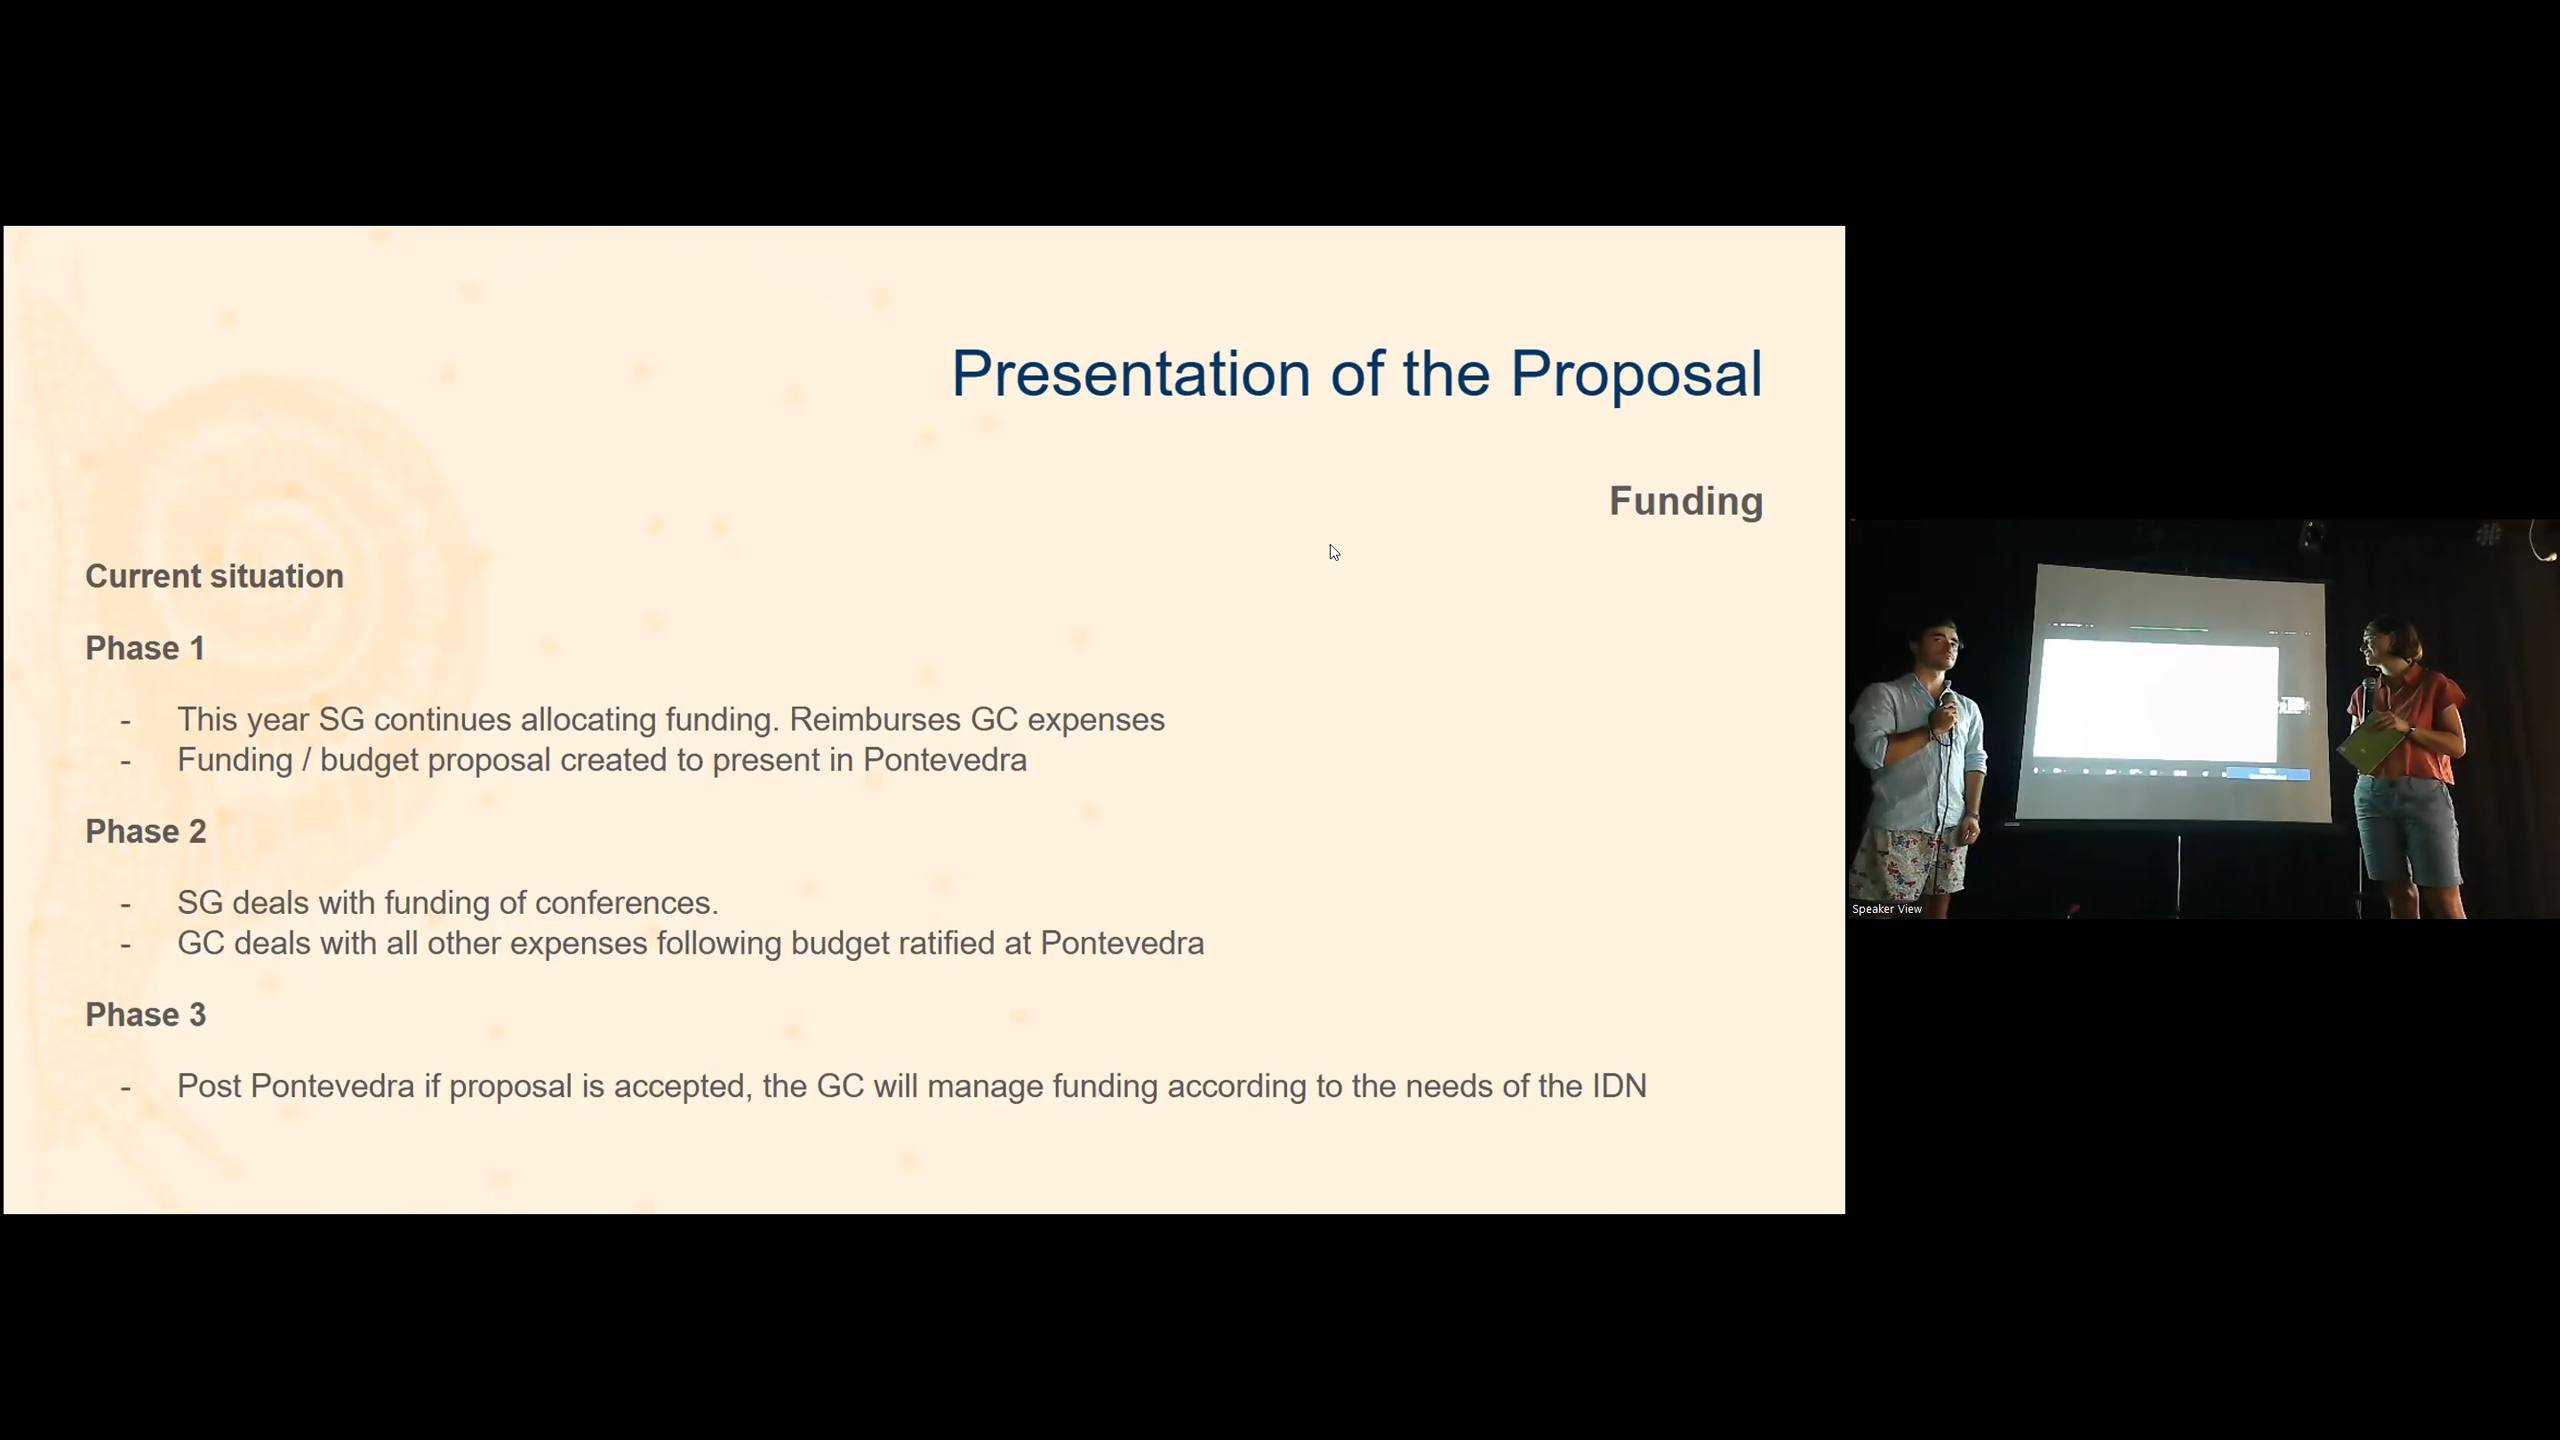 Presentation of the Proposal
Funding
Current situation
Phase 1
- This year SG continues allocating funding. Reimburses GC expenses
- Funding / budget proposal created to present in Pontevedra
Phase 2
- SG deals with funding of conferences.
- GC deals with all other expenses following budget ratified at Pontevedra
Phase 3
- Post Pontevedra if proposal is accepted, the GC will manage funding according to the needs of the IDN
Speaker View